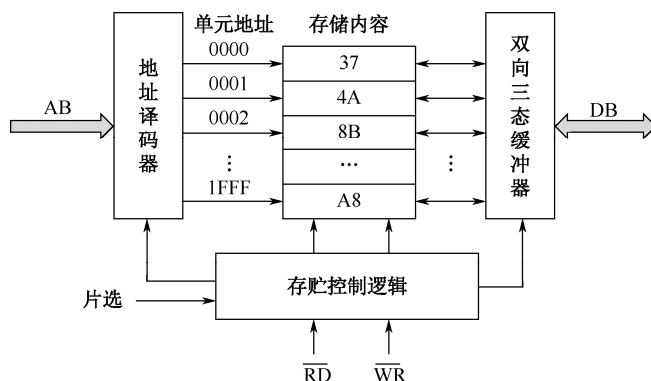 单元地址
存储内容
AB
地址译码器
0000
37
0001
4A
0002
8B
⋮
…
⋮
1FFF
A8
双向三态缓冲器
DB
片选
存贮控制逻辑
RD
WR